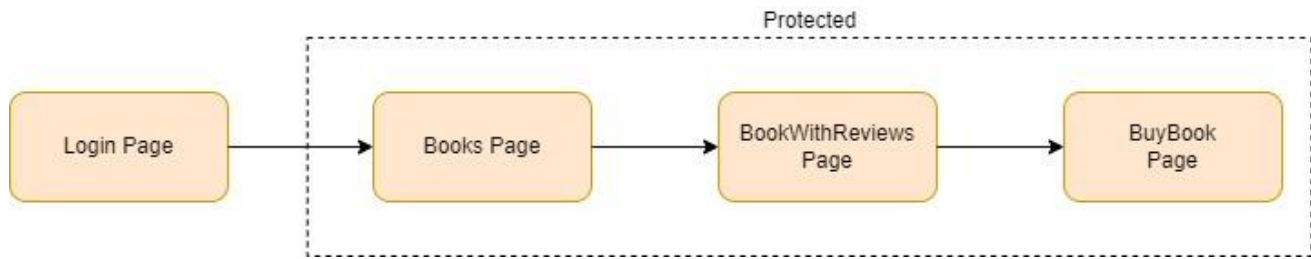 Protected
Login Page
Books Page
BookWithReviews
Page
BuyBook
Page